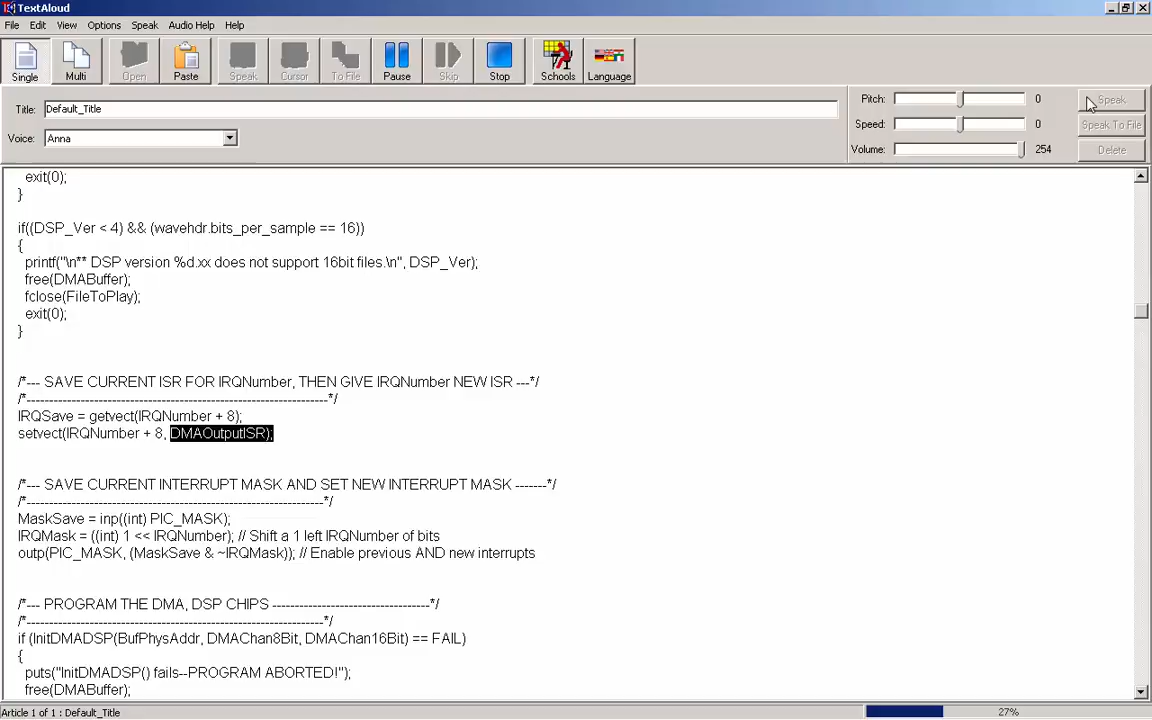 TextAloud
File Edit View Options Speak Audio Help Help
Single Multi Open Paste Speak Cursor To File Pause Skip Stop Schools Language
Title: Default_Title
Voice: Anna
Pitch: 0 Speak
Speed: 0 Speak To File
Volume: 254 Delete
exit(0);
}
if((DSP_Ver < 4) && (wavehdr.bits_per_sample == 16))
{
printf("\n** DSP version %d.xx does not support 16bit files.\n", DSP_Ver);
free(DMABuffer);
fclose(FileToPlay);
exit(0);
}
/*--- SAVE CURRENT ISR FOR IRQNumber, THEN GIVE IRQNumber NEW ISR ---*/
/*------------------------------------------------------------------*/
IRQSave = getvect(IRQNumber + 8);
setvect(IRQNumber + 8, DMAOutputISR);
/*--- SAVE CURRENT INTERRUPT MASK AND SET NEW INTERRUPT MASK -------*/
/*-----------------------------------------------------------------*/
MaskSave = inp((int) PIC_MASK);
IRQMask = ((int) 1 << IRQNumber); // Shift a 1 left IRQNumber of bits
outp(PIC_MASK, (MaskSave & ~IRQMask)); // Enable previous AND new interrupts
/*--- PROGRAM THE DMA, DSP CHIPS -----------------------------------*/
/*-----------------------------------------------------------------*/
if (InitDMADSP(BufPhysAddr, DMAChan8Bit, DMAChan16Bit) == FAIL)
{
puts("InitDMADSP() fails--PROGRAM ABORTED!");
free(DMABuffer);
Article 1 of 1 : Default_Title 27%